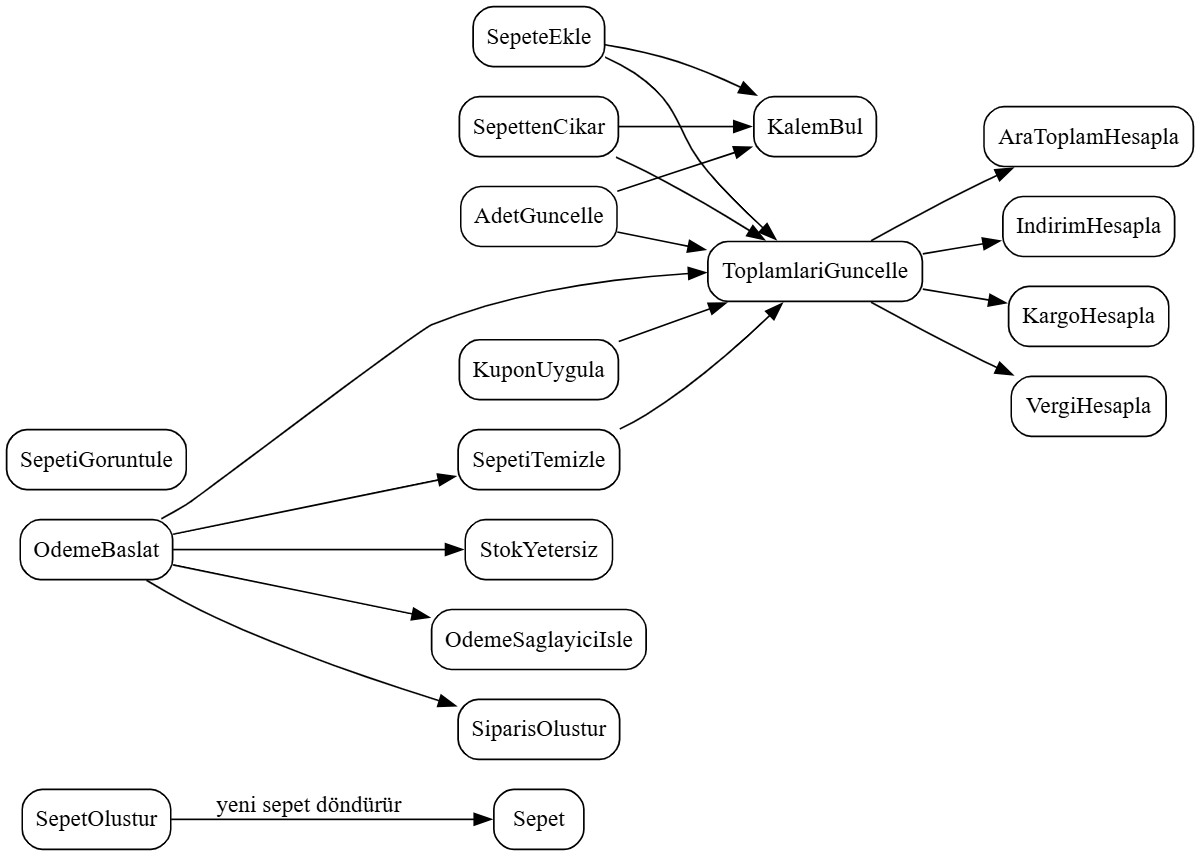 SepeteEkle
SepettenCikar
KalemBul
AraToplamHesapla
AdetGuncelle
IndirimHesapla
ToplamlariGuncelle
KargoHesapla
KuponUygula
VergiHesapla
SepetiGoruntule
SepetiTemizle
OdemeBaslat
StokYetersiz
OdemeSaglayiciIsle
SiparisOlustur
SepetOlustur
yeni sepet döndürür
Sepet